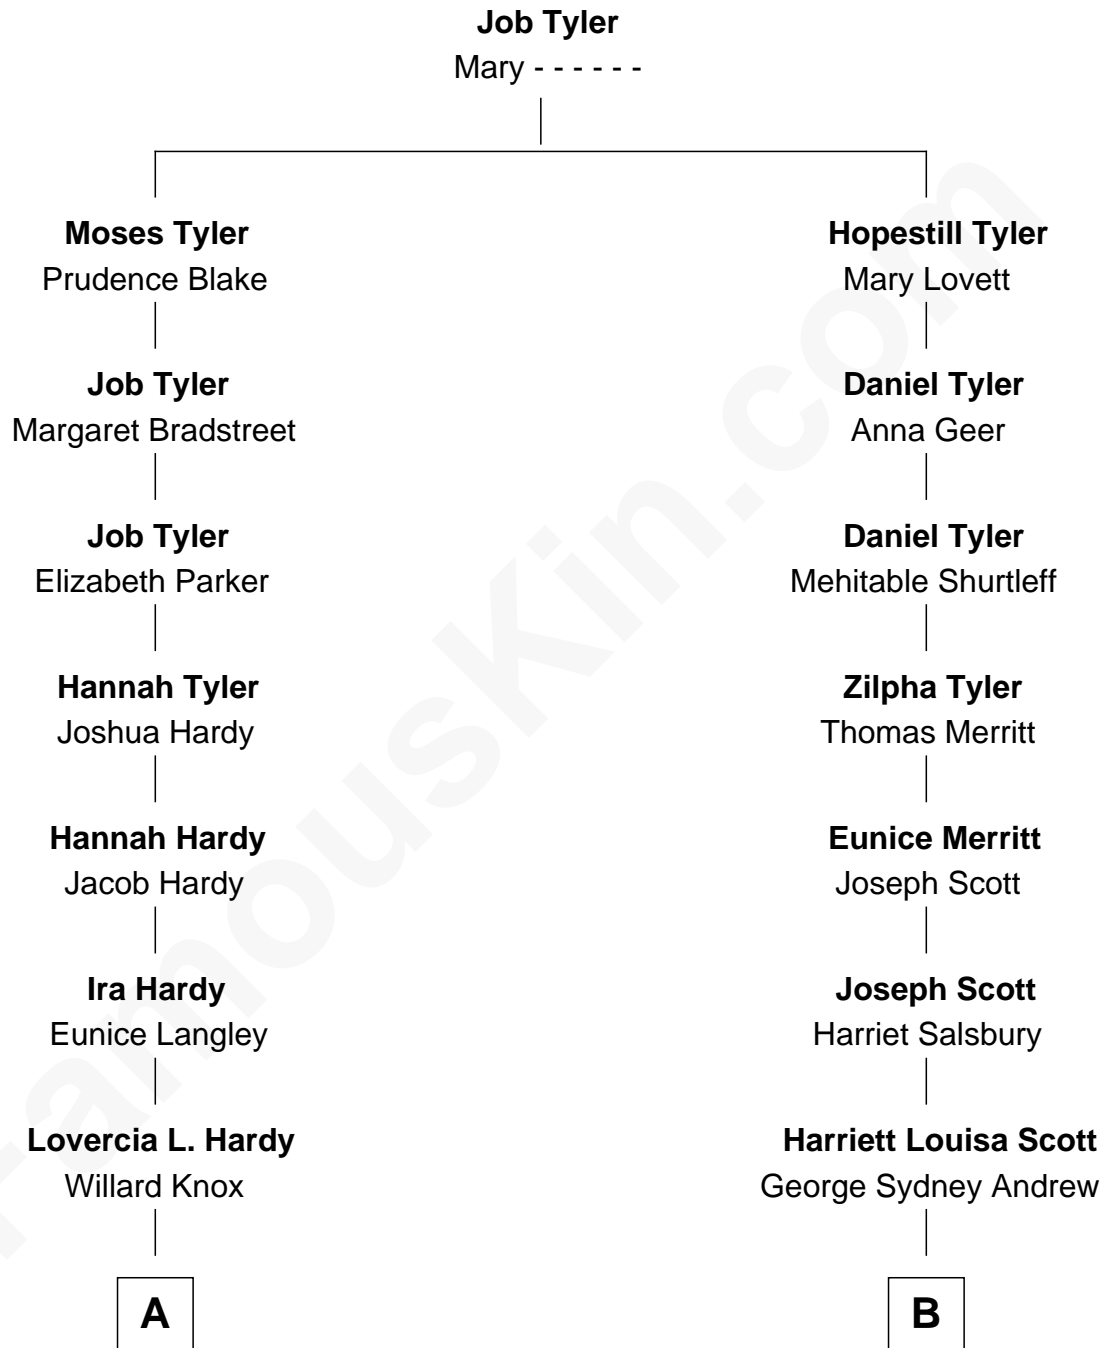 Job Tyler
Mary - - - - - -
Moses Tyler
Prudence Blake
Hopestill Tyler
Mary Lovett
Job Tyler
Margaret Bradstreet
Daniel Tyler
Anna Geer
Job Tyler
Elizabeth Parker
Daniel Tyler
Mehitable Shurtleff
Hannah Tyler
Joshua Hardy
Zilpha Tyler
Thomas Merritt
Hannah Hardy
Jacob Hardy
Eunice Merritt
Joseph Scott
Ira Hardy
Eunice Langley
Joseph Scott
Harriet Salsbury
Lovercia L. Hardy
Willard Knox
Harriett Louisa Scott
George Sydney Andrew
A
B
FamousKin.com